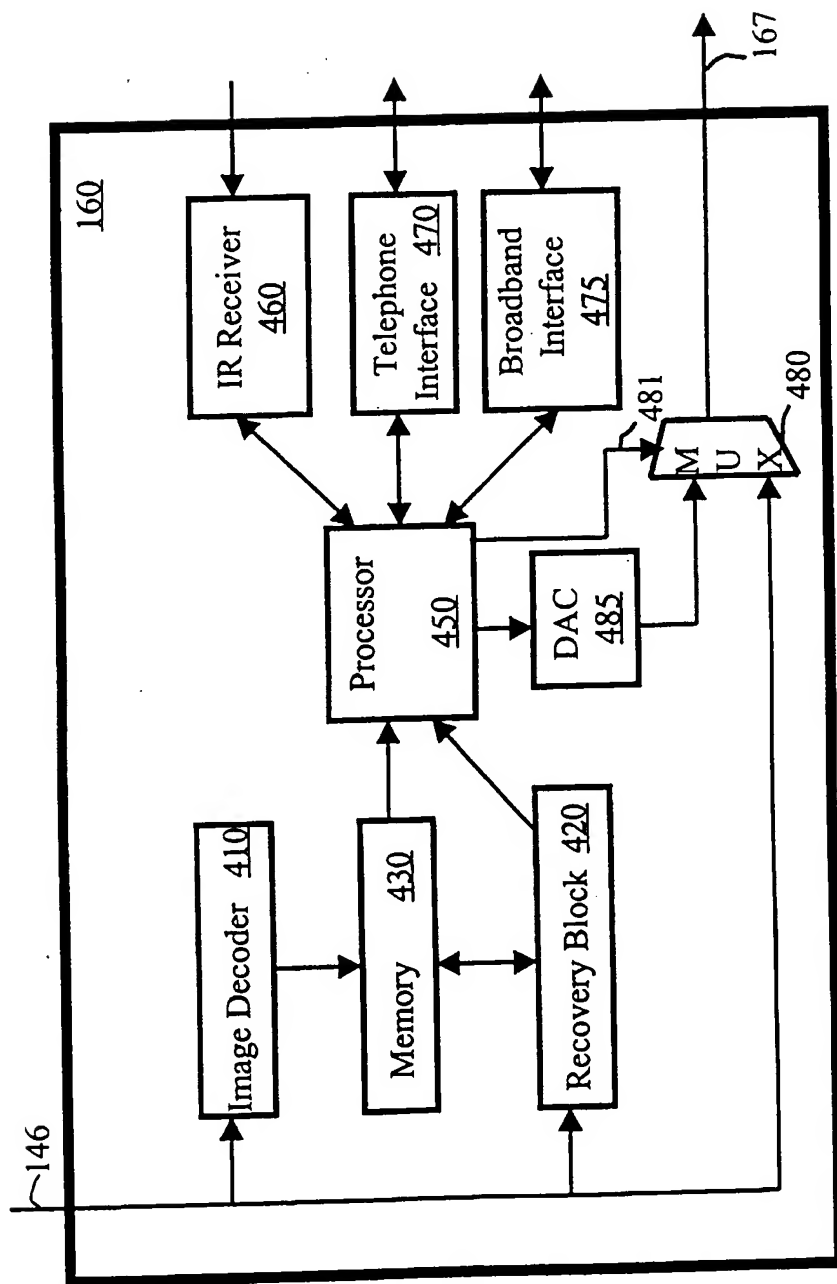 160
146
Image Decoder 410
Memory 430
Recovery Block 420
Processor
450
DAC
485
IR Receiver
460
Telephone
Interface 470
Broadband
Interface
475
481
M
U
X
480
167